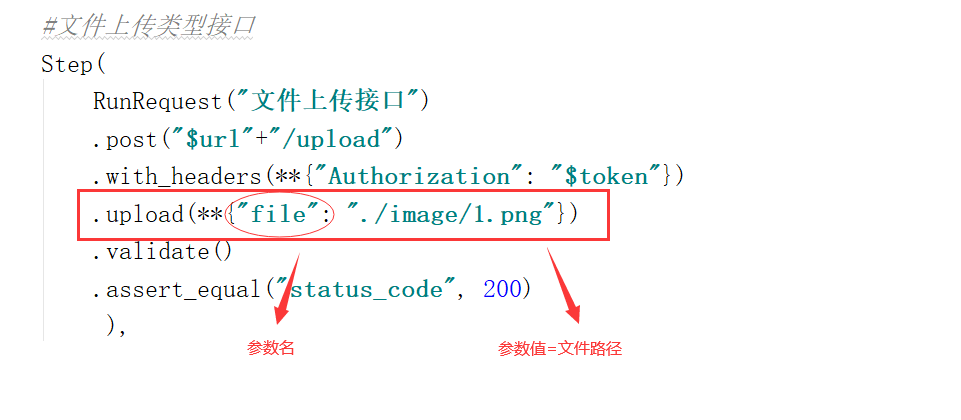 #文件上传类型接口
Step(
RunRequest("文件上传接口")
.post("$url"+"/upload")
.with_headers(**{"Authorization": "$token"})
.upload(**{"file": "./image/1.png"})
.validate()
.assert_equal("status_code", 200)
),
参数名
参数值=文件路径